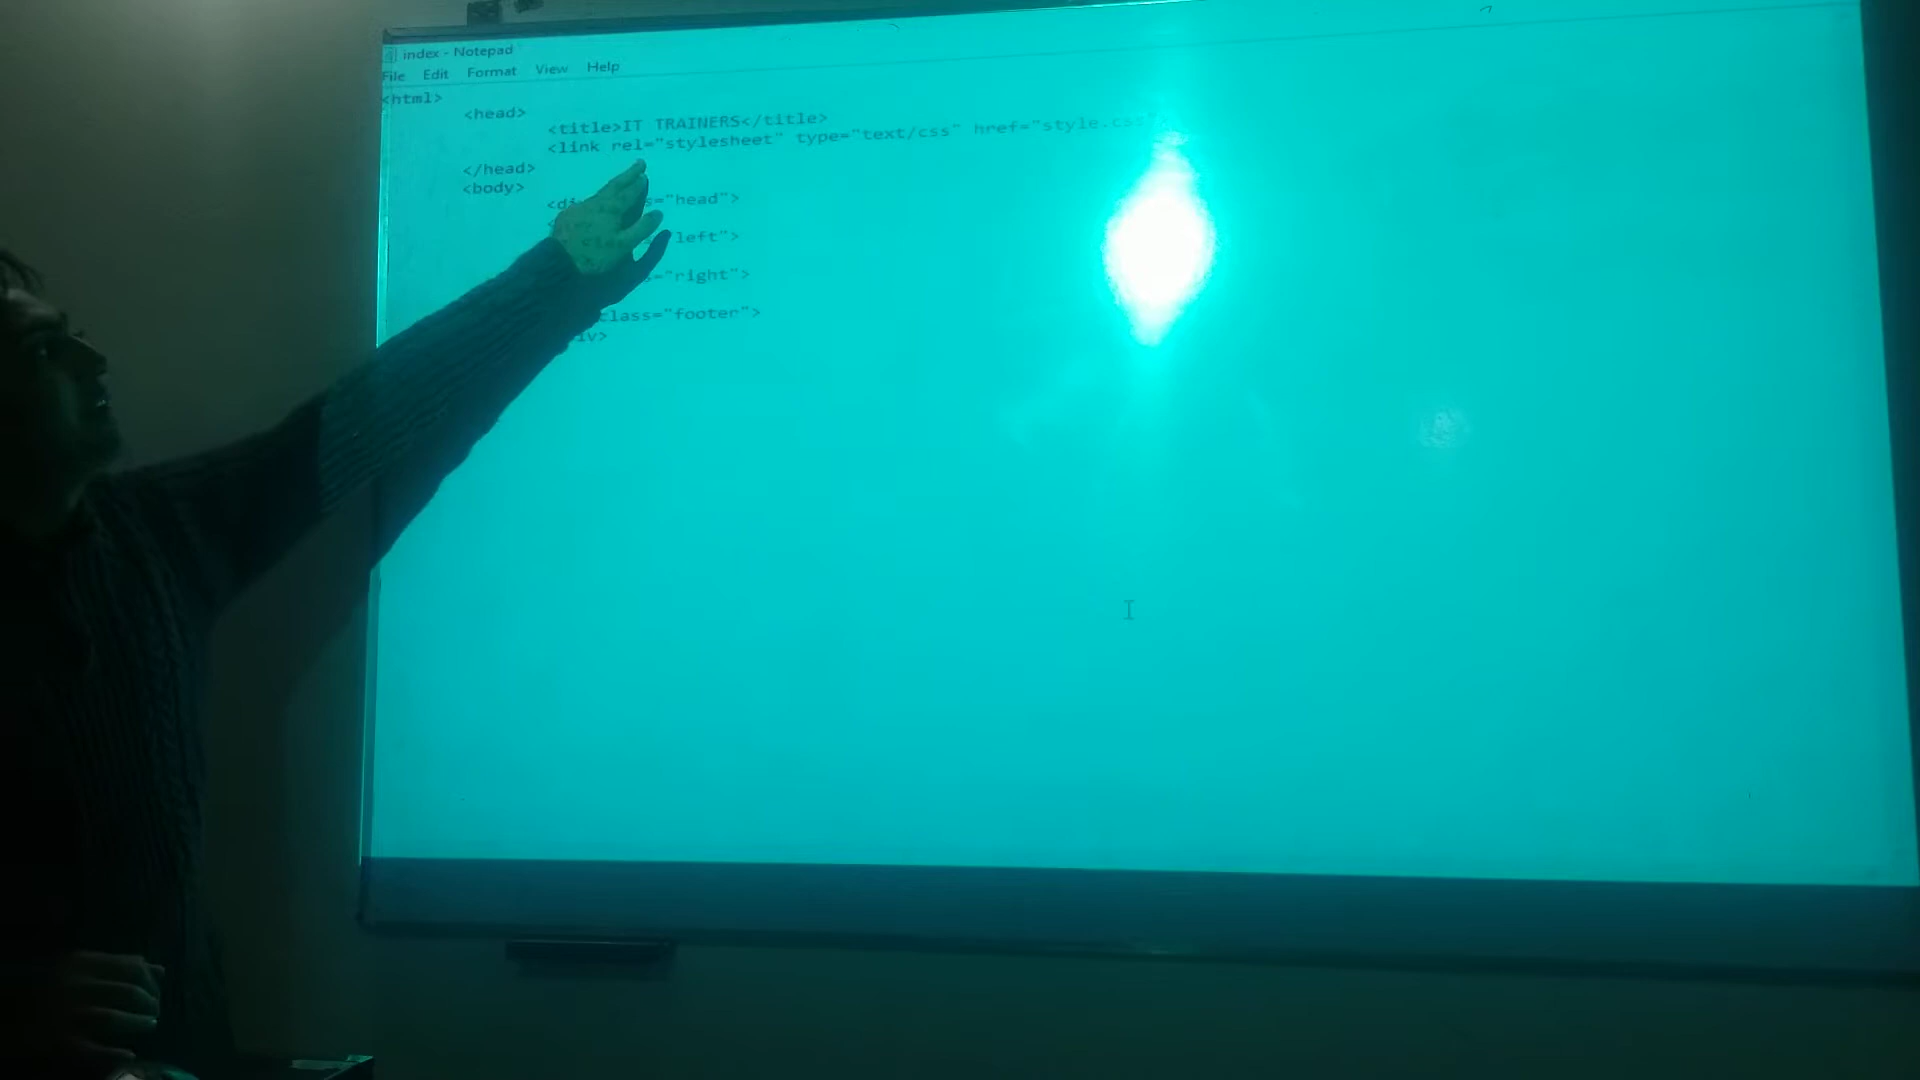 index - Notepad
File Edit Format View Help
<html>
<head>
<title>IT TRAINERS</title>
<link rel="stylesheet" type="text/css" href="style.css"
</head>
<body>
="head">
left">
="right">
class="footer">
iv>